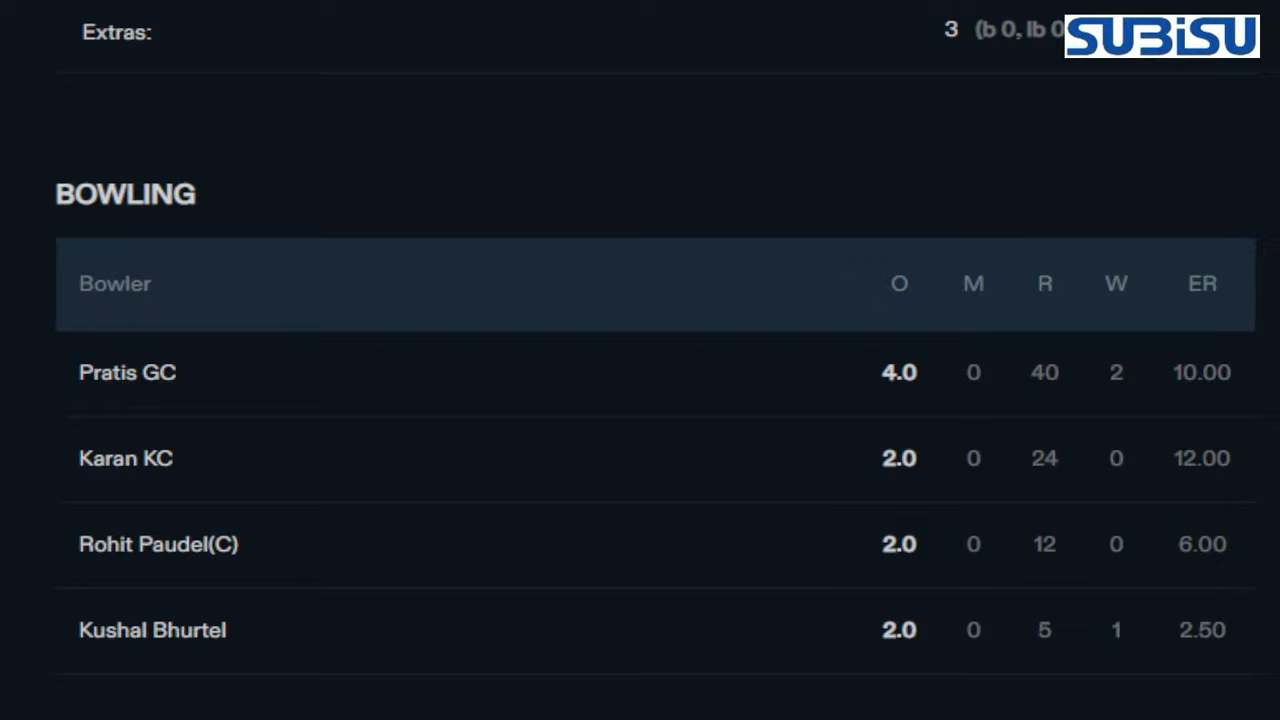 Extras: 3 (b 0, lb 0
SUBISU
BOWLING
Bowler O M R W ER
Pratis GC 4.0 0 40 2 10.00
Karan KC 2.0 0 24 0 12.00
Rohit Paudel(C) 2.0 0 12 0 6.00
Kushal Bhurtel 2.0 0 5 1 2.50